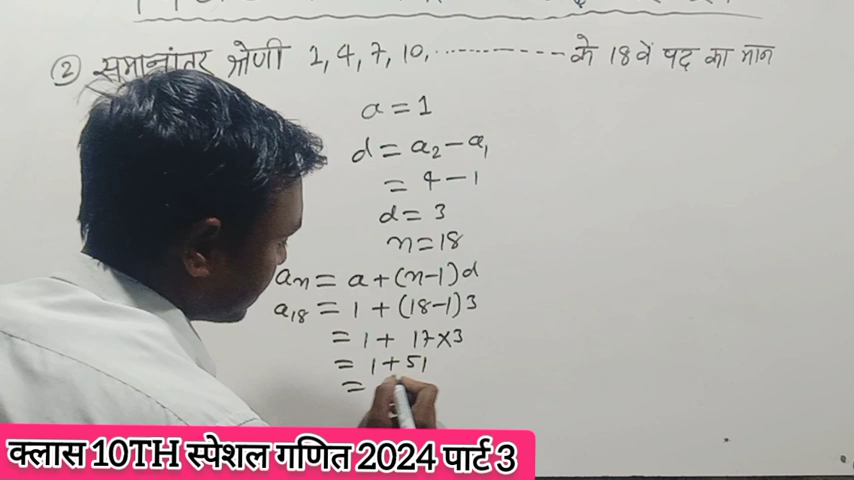 ② समानांतर श्रेणी 1, 4, 7, 10, ------------ के 18 वें पद का मान
a = 1
d = a₂ - a₁
= 4 - 1
d = 3
n = 18
aₙ = a + (n-1)d
a₁₈ = 1 + (18-1)3
= 1 + 17×3
= 1 + 51
=
क्लास 10TH स्पेशल गणित 2024 पार्ट 3